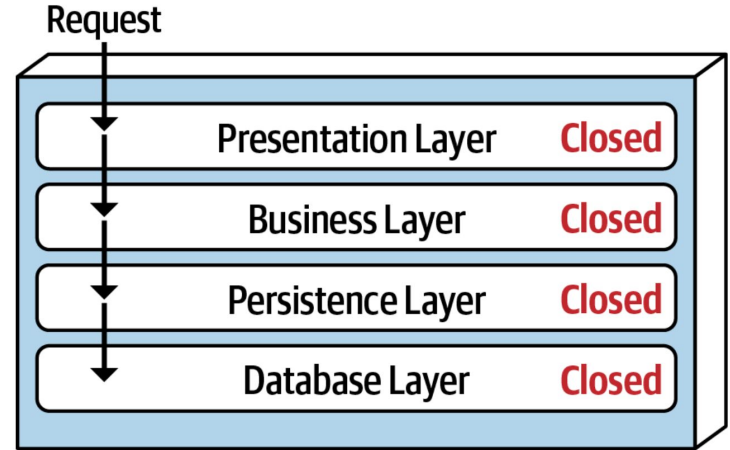 Request
Presentation Layer Closed
Business Layer Closed
Persistence Layer Closed
Database Layer Closed